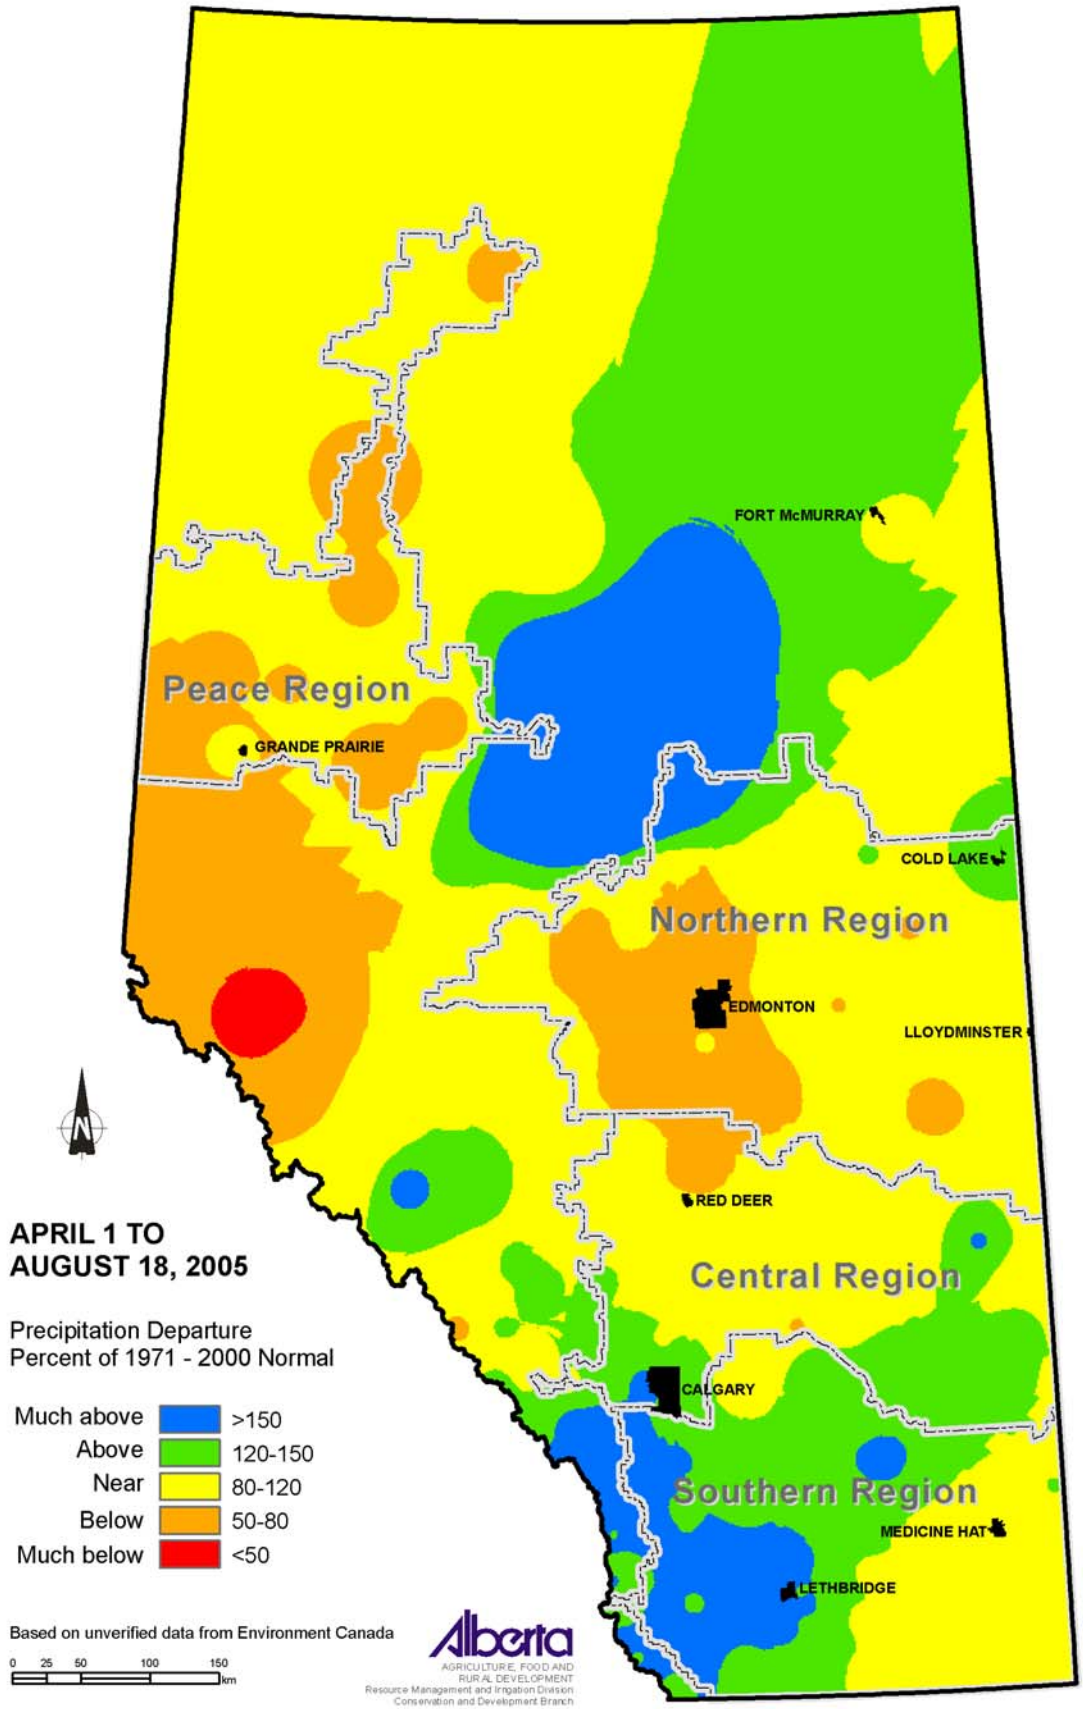 FORT McMURRAY
Peace Region
GRANDE PRAIRIE
COLD LAKE
Northern Region
EDMONTON
LLOYDMINSTER
N
RED DEER
APRIL 1 TO
AUGUST 18, 2005
Central Region
Precipitation Departure
Percent of 1971 - 2000 Normal
CALGARY
Much above >150
Above 120-150
Near 80-120
Below 50-80
Much below <50
Southern Region
MEDICINE HAT
LETHBRIDGE
Based on unverified data from Environment Canada
0 25 50 100 150
km
Alberta
AGRICULTURE, FOOD AND
RURAL DEVELOPMENT
Resource Management and Irrigation Division
Conservation and Development Branch